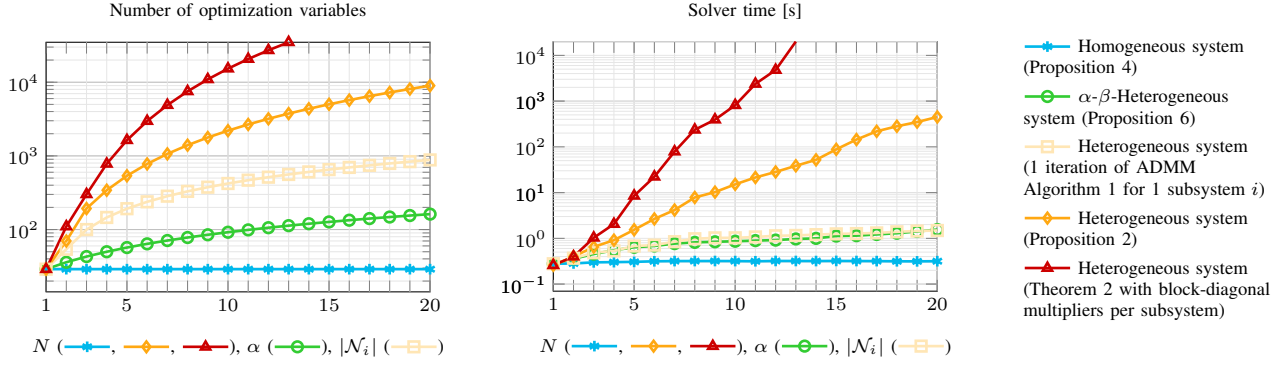 Number of optimization variables
10^4
10^3
10^2
1 5 10 15 20
N ( , , ), α ( ), |𝒩_i| ( )
Solver time [s]
10^4
10^3
10^2
10^1
10^0
10^−1
1 5 10 15 20
N ( , , ), α ( ), |𝒩_i| ( )
Homogeneous system
(Proposition 4)
α-β-Heterogeneous
system (Proposition 6)
Heterogeneous system
(1 iteration of ADMM
Algorithm 1 for 1 subsystem i)
Heterogeneous system
(Proposition 2)
Heterogeneous system
(Theorem 2 with block-diagonal
multipliers per subsystem)